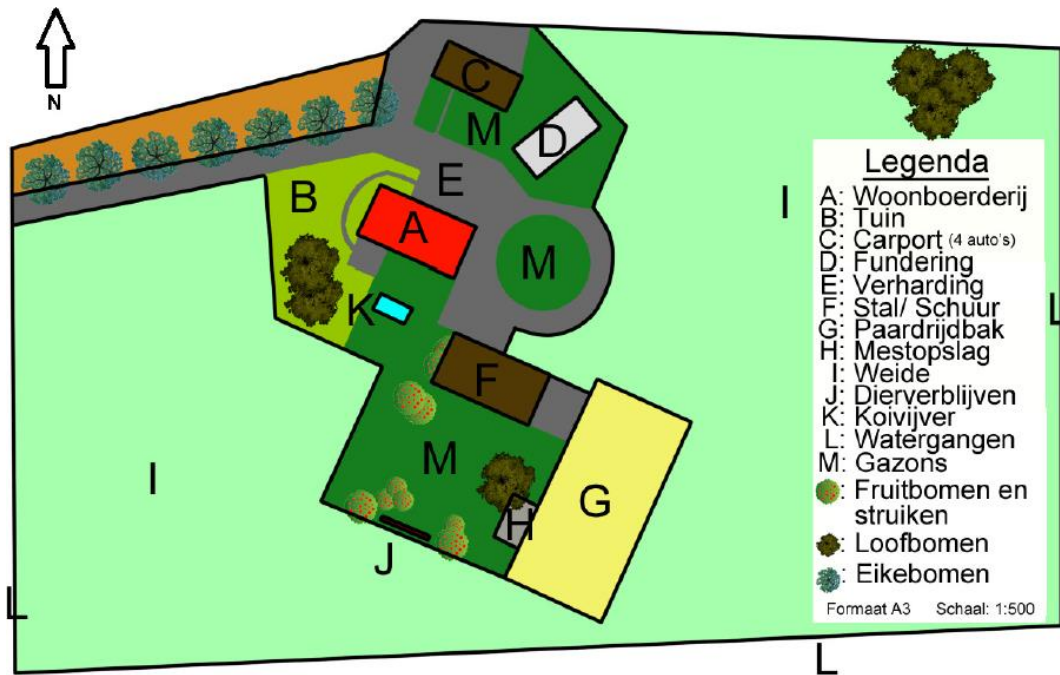 N
C
M
D
E
B
A
M
K
F
M
H
G
J
I
I
L
L
L
Legenda
A: Woonboerderij
B: Tuin
C: Carport (4 auto's)
D: Fundering
E: Verharding
F: Stal/ Schuur
G: Paardrijdbak
H: Mestopslag
I: Weide
J: Dierverblijven
K: Koivijver
L: Watergangen
M: Gazons
: Fruitbomen en
struiken
: Loofbomen
: Eikebomen
Formaat A3 Schaal: 1:500